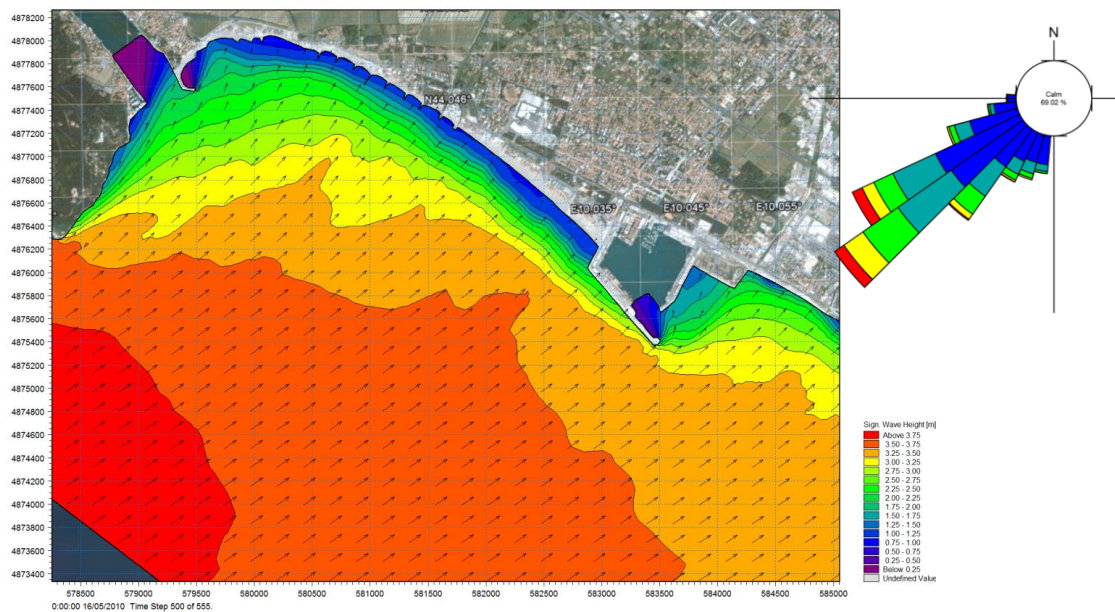 4878200
4878000
4877800
4877600
4877400
4877200
4877000
4876800
4876600
4876400
4876200
4876000
4875800
4875600
4875400
4875200
4875000
4874800
4874600
4874400
4874200
4874000
4873800
4873600
4873400
578500 579000 579500 580000 580500 581000 581500 582000 582500 583000 583500 584000 584500 585000
0:00:00 16/05/2010 Time Step 500 of 555.
N44.046°
E10.035° E10.045° E10.055°
N
Calm
69.02 %
Sign. Wave Height [m]
Above 3.75
3.50 - 3.75
3.25 - 3.50
3.00 - 3.25
2.75 - 3.00
2.50 - 2.75
2.25 - 2.50
2.00 - 2.25
1.75 - 2.00
1.50 - 1.75
1.25 - 1.50
1.00 - 1.25
0.75 - 1.00
0.50 - 0.75
0.25 - 0.50
Below 0.25
Undefined Value